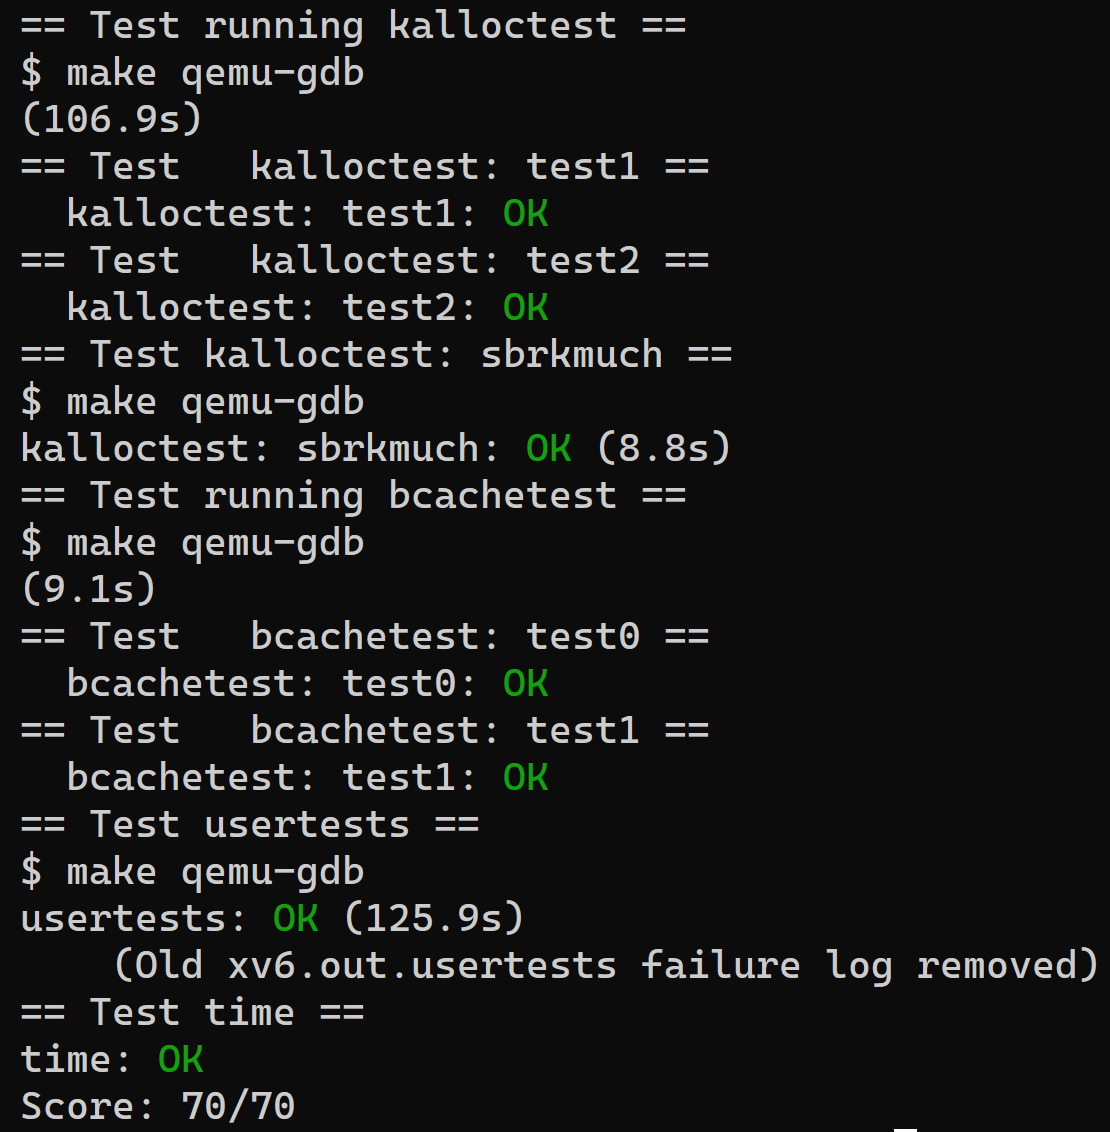 == Test running kalloctest ==
$ make qemu-gdb
(106.9s)
== Test   kalloctest: test1 ==
  kalloctest: test1: OK
== Test   kalloctest: test2 ==
  kalloctest: test2: OK
== Test kalloctest: sbrkmuch ==
$ make qemu-gdb
kalloctest: sbrkmuch: OK (8.8s)
== Test running bcachetest ==
$ make qemu-gdb
(9.1s)
== Test   bcachetest: test0 ==
  bcachetest: test0: OK
== Test   bcachetest: test1 ==
  bcachetest: test1: OK
== Test usertests ==
$ make qemu-gdb
usertests: OK (125.9s)
    (Old xv6.out.usertests failure log removed)
== Test time ==
time: OK
Score: 70/70